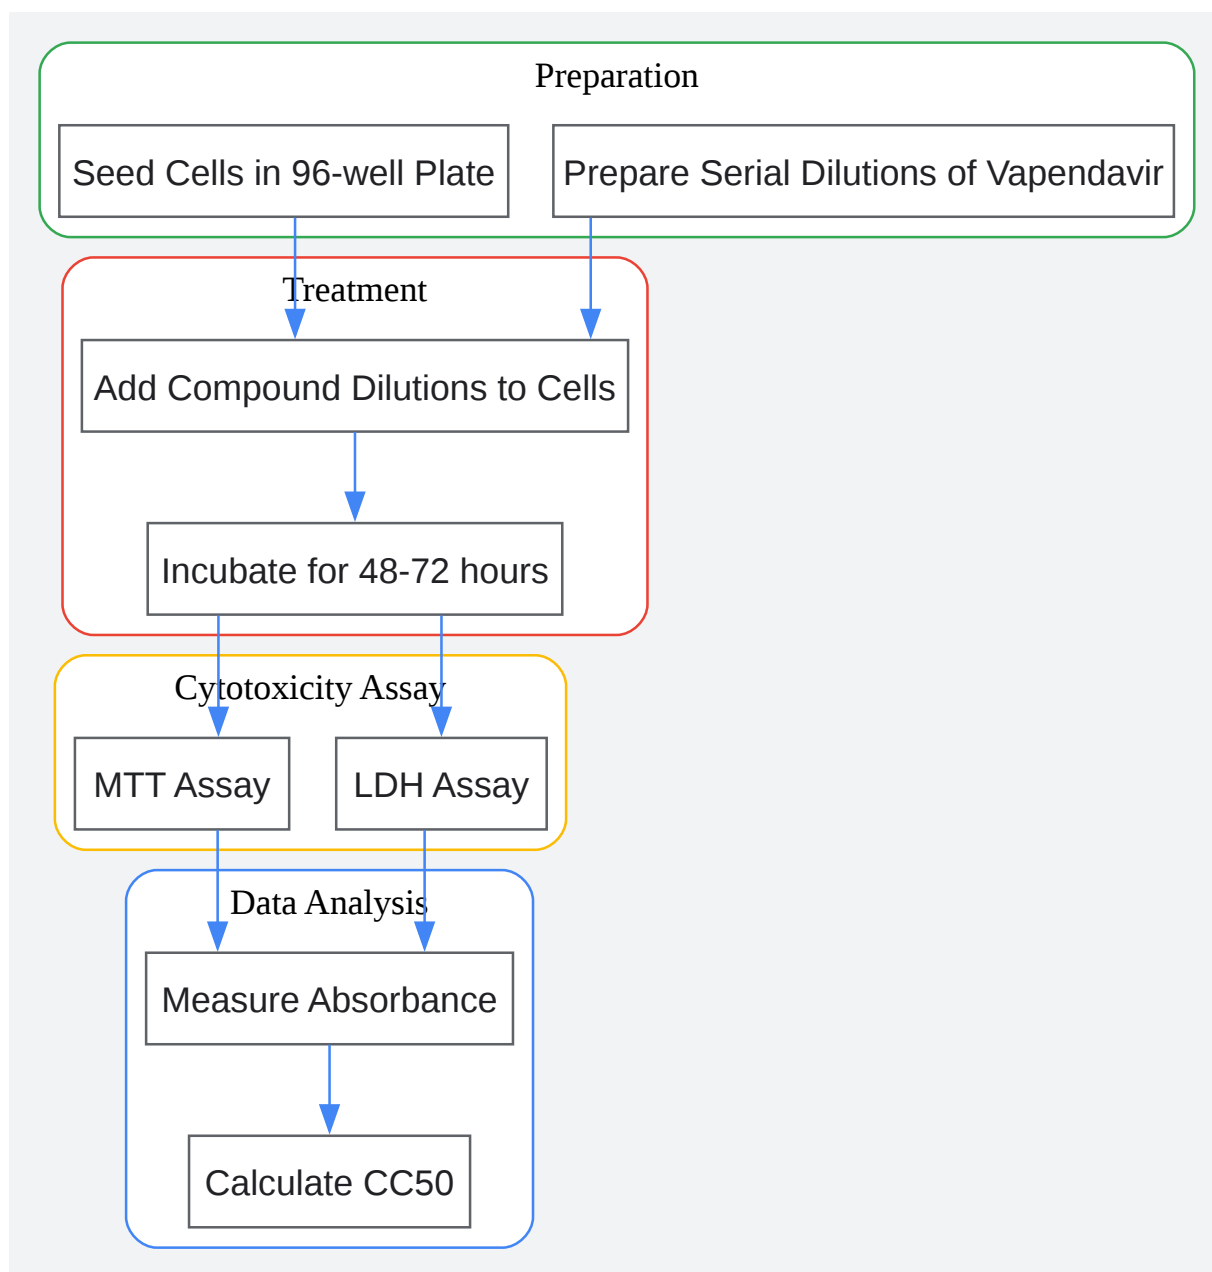 Preparation
Seed Cells in 96-well Plate
Prepare Serial Dilutions of Vapendavir
Treatment
Add Compound Dilutions to Cells
Incubate for 48-72 hours
Cytotoxicity Assay
MTT Assay
LDH Assay
Data Analysis
Measure Absorbance
Calculate CC50